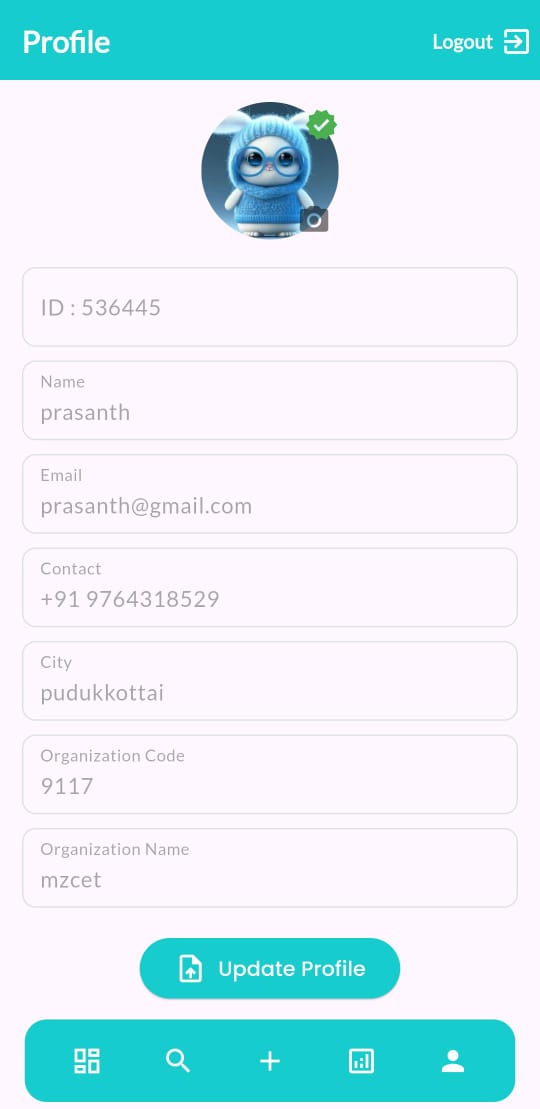 Profile
Logout
ID : 536445
Name
prasanth
Email
prasanth@gmail.com
Contact
+91 9764318529
City
pudukkottai
Organization Code
9117
Organization Name
mzcet
Update Profile